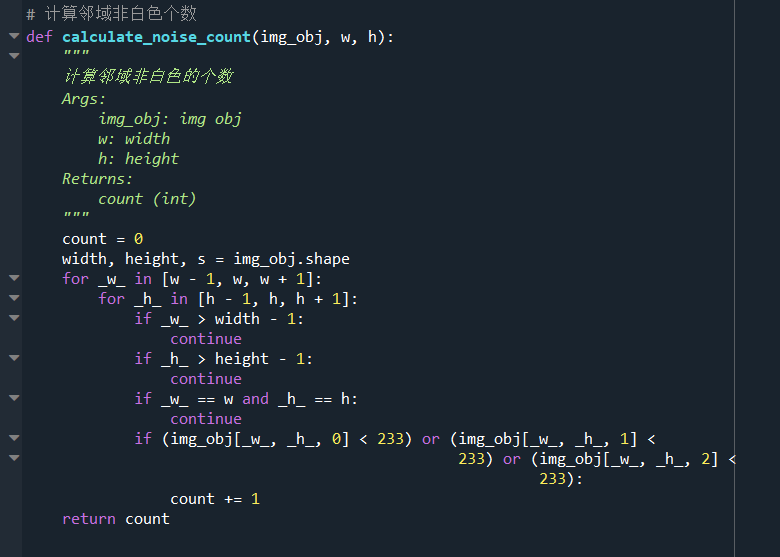 # 计算邻域非白色个数
def calculate_noise_count(img_obj, w, h):
    """
    计算邻域非白色的个数
    Args:
        img_obj: img obj
        w: width
        h: height
    Returns:
        count (int)
    """
    count = 0
    width, height, s = img_obj.shape
    for _w_ in [w - 1, w, w + 1]:
        for _h_ in [h - 1, h, h + 1]:
            if _w_ > width - 1:
                continue
            if _h_ > height - 1:
                continue
            if _w_ == w and _h_ == h:
                continue
            if (img_obj[_w_, _h_, 0] < 233) or (img_obj[_w_, _h_, 1] <
                                                233) or (img_obj[_w_, _h_, 2] <
                                                         233):
                count += 1
    return count